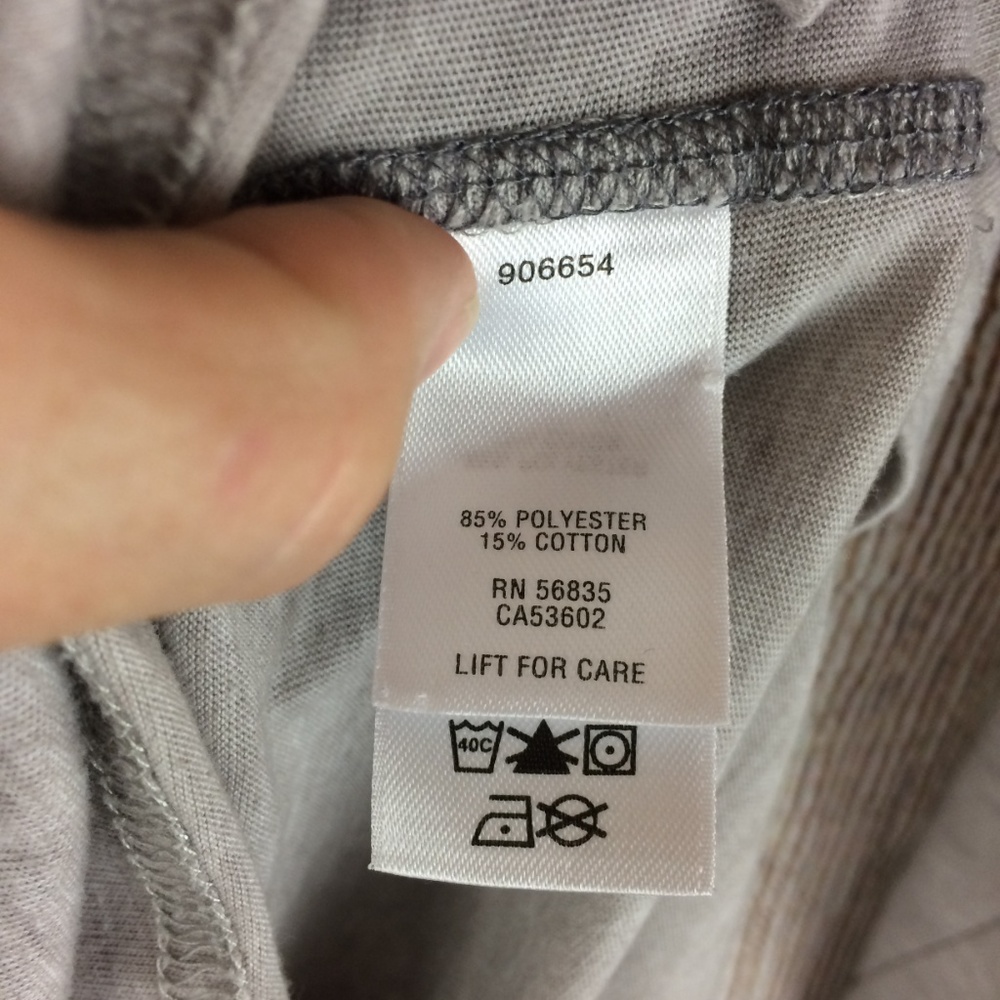 906654
85% POLYESTER
15% COTTON
RN 56835
CA53602
LIFT FOR CARE
40C